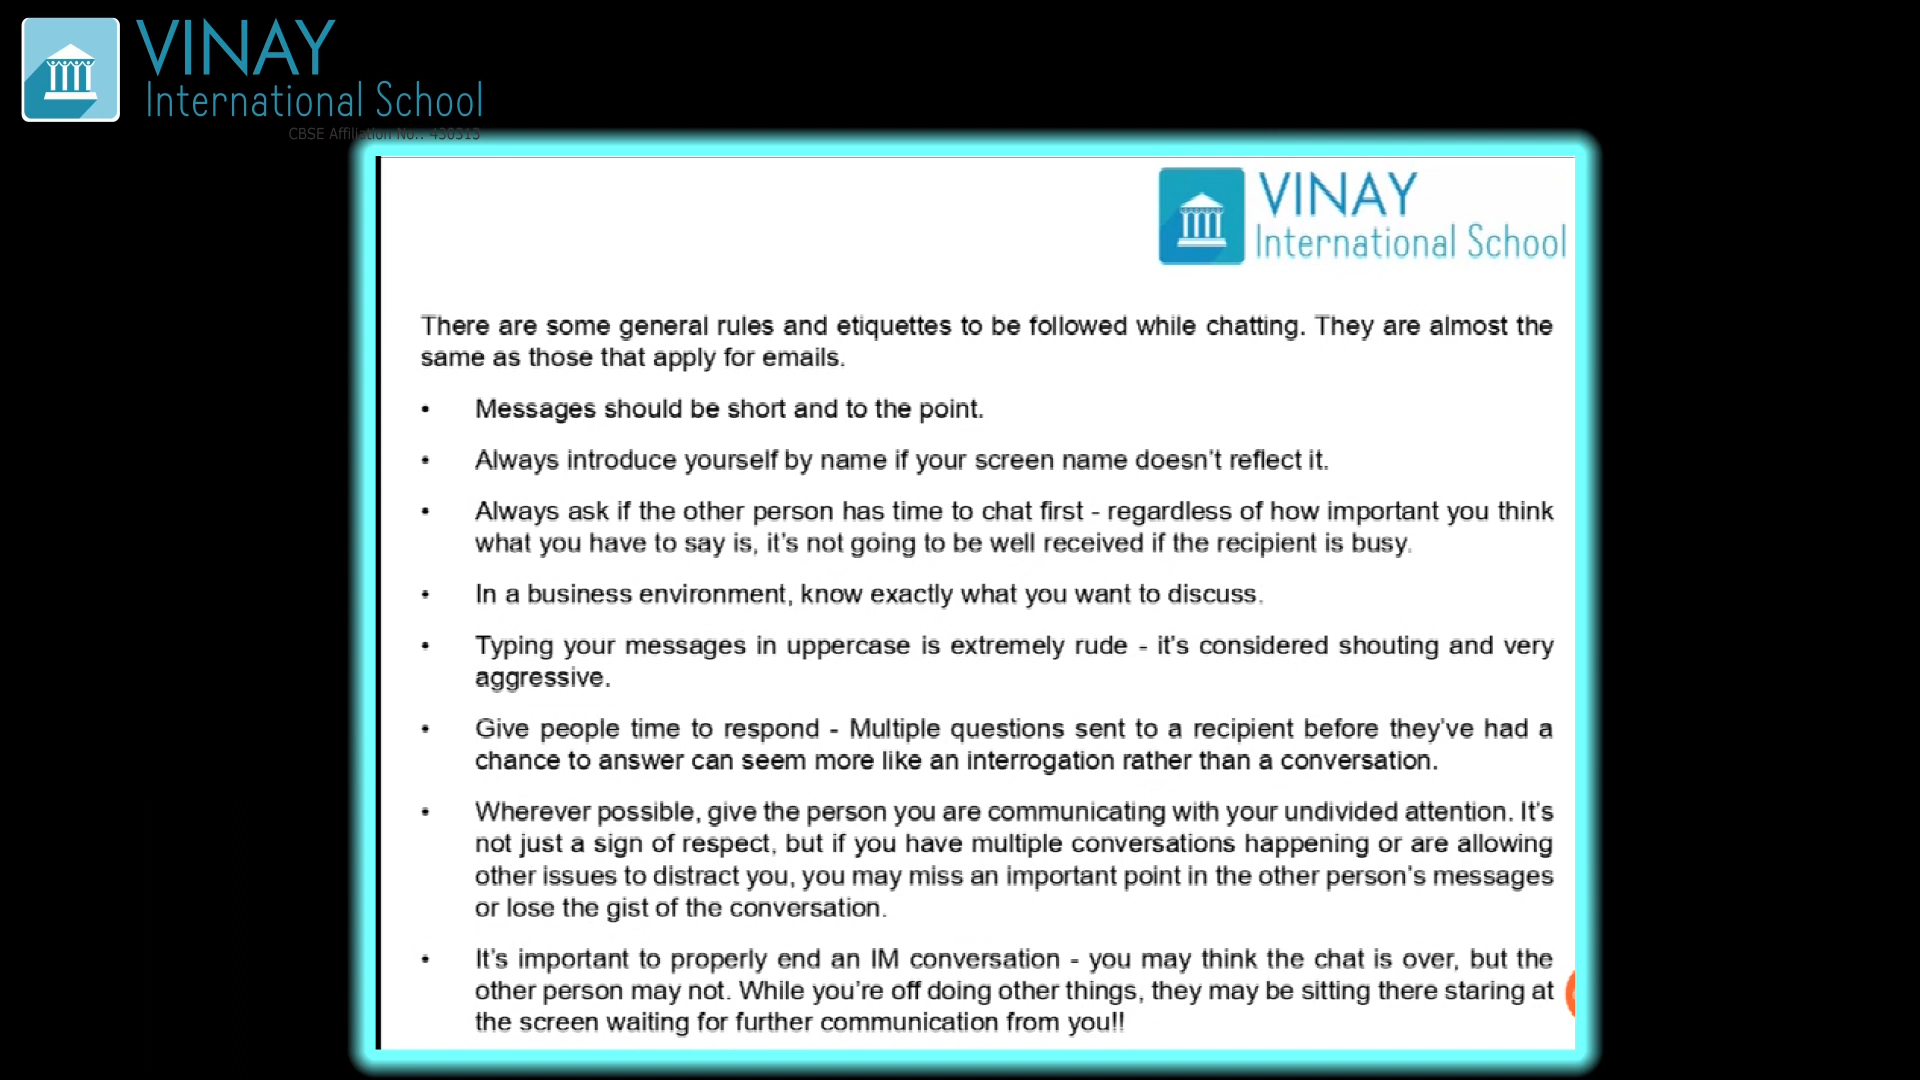 VINAY
International School
CBSE Affiliation No.: 430313
VINAY
International School
There are some general rules and etiquettes to be followed while chatting. They are almost the
same as those that apply for emails.
• Messages should be short and to the point.
• Always introduce yourself by name if your screen name doesn't reflect it.
• Always ask if the other person has time to chat first - regardless of how important you think
what you have to say is, it's not going to be well received if the recipient is busy.
• In a business environment, know exactly what you want to discuss.
• Typing your messages in uppercase is extremely rude - it's considered shouting and very
aggressive.
• Give people time to respond - Multiple questions sent to a recipient before they've had a
chance to answer can seem more like an interrogation rather than a conversation.
• Wherever possible, give the person you are communicating with your undivided attention. It's
not just a sign of respect, but if you have multiple conversations happening or are allowing
other issues to distract you, you may miss an important point in the other person's messages
or lose the gist of the conversation.
• It's important to properly end an IM conversation - you may think the chat is over, but the
other person may not. While you're off doing other things, they may be sitting there staring at
the screen waiting for further communication from you!!